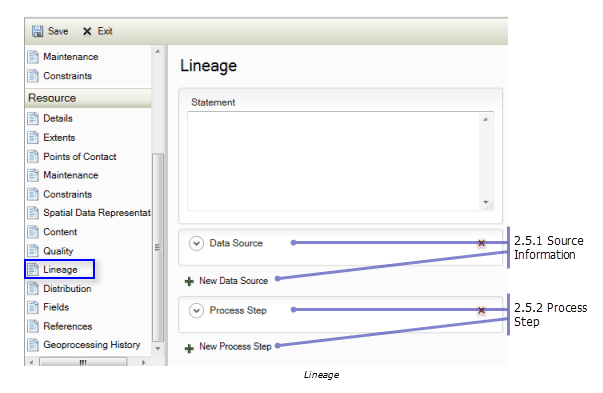 Save Exit
Maintenance
Constraints
Resource
Details
Extents
Points of Contact
Maintenance
Constraints
Spatial Data Representat
Content
Quality
Lineage
Distribution
Fields
References
Geoprocessing History
Lineage
Statement
Data Source
New Data Source
Process Step
New Process Step
2.5.1 Source
Information
2.5.2 Process
Step
Lineage